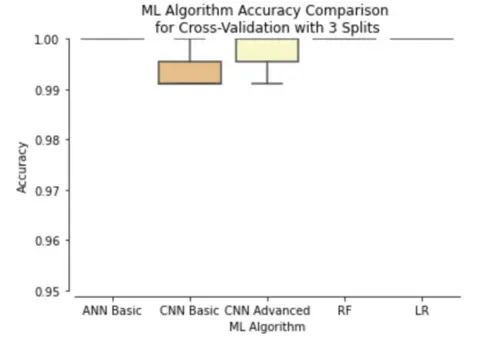 ML Algorithm Accuracy Comparison
for Cross-Validation with 3 Splits
1.00
0.99
0.98
0.97
0.96
0.95
Accuracy
ANN Basic CNN Basic CNN Advanced RF LR
ML Algorithm